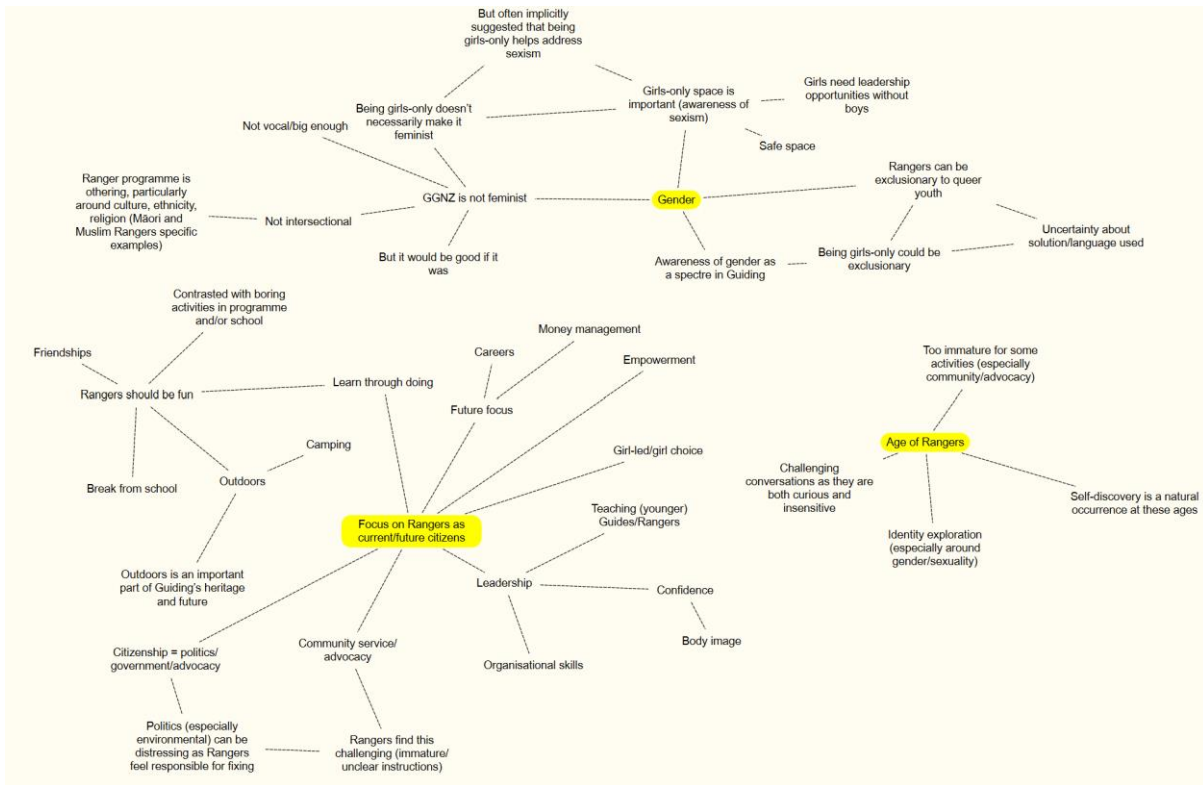 But often implicitly
suggested that being
girls-only helps address
sexism
Girls-only space is
important (awareness of
sexism)
Girls need leadership
opportunities without
boys
Being girls-only doesn't
necessarily make it
feminist
Not vocal/big enough
Safe space
Ranger programme is
othering, particularly
around culture, ethnicity,
religion (Māori and
Muslim Rangers specific
examples)
Not intersectional
GGNZ is not feminist
Gender
Rangers can be
exclusionary to queer
youth
But it would be good if it
was
Awareness of gender as
a spectre in Guiding
Being girls-only could be
exclusionary
Uncertainty about
solution/language used
Contrasted with boring
activities in programme
and/or school
Friendships
Rangers should be fun
Learn through doing
Break from school
Outdoors
Camping
Outdoors is an important
part of Guiding's heritage
and future
Money management
Careers
Future focus
Empowerment
Girl-led/girl choice
Focus on Rangers as
current/future citizens
Teaching (younger)
Guides/Rangers
Leadership
Confidence
Body image
Organisational skills
Community service/
advocacy
Citizenship = politics/
government/advocacy
Politics (especially
environmental) can be
distressing as Rangers
feel responsible for fixing
Rangers find this
challenging (immature/
unclear instructions)
Too immature for some
activities (especially
community/advocacy)
Age of Rangers
Challenging
conversations as they are
both curious and
insensitive
Self-discovery is a natural
occurrence at these ages
Identity exploration
(especially around
gender/sexuality)